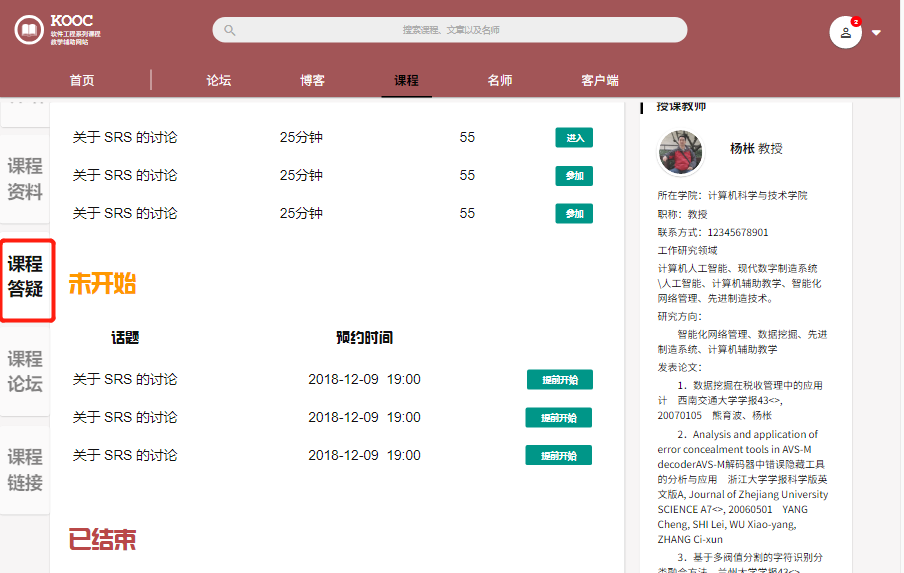 KOOC
软件工程系列课程
教学辅助网站
搜索课程、文章以及名师
2
首页
论坛
博客
课程
名师
客户端
课程
资料
课程
答疑
课程
论坛
课程
链接
关于 SRS 的讨论 25分钟 55 进入
关于 SRS 的讨论 25分钟 55 参加
关于 SRS 的讨论 25分钟 55 参加
未开始
话题 预约时间
关于 SRS 的讨论 2018-12-09 19:00 提前开始
关于 SRS 的讨论 2018-12-09 19:00 提前开始
关于 SRS 的讨论 2018-12-09 19:00 提前开始
已结束
授课教师
杨枨 教授
所在学院：计算机科学与技术学院
职称：教授
联系方式：12345678901
工作研究领域
计算机人工智能、现代数字制造系统
\人工智能、计算机辅助教学、智能化
网络管理、先进制造技术。
研究方向：
智能化网络管理、数据挖掘、先进
制造系统、计算机辅助教学
发表论文：
1．数据挖掘在税收管理中的应用
计　西南交通大学学报43<>,
20070105　熊育波、杨枨
2．Analysis and application of
error concealment tools in AVS-M
decoderAVS-M解码器中错误隐藏工具
的分析与应用　浙江大学学报科学版英
文版A, Journal of Zhejiang University
SCIENCE A7<>, 20060501　YANG
Cheng, SHI Lei, WU Xiao-yang,
ZHANG Ci-xun
3．基于多阀值分割的字符识别分
类融合方法　兰州大学学报43<>,